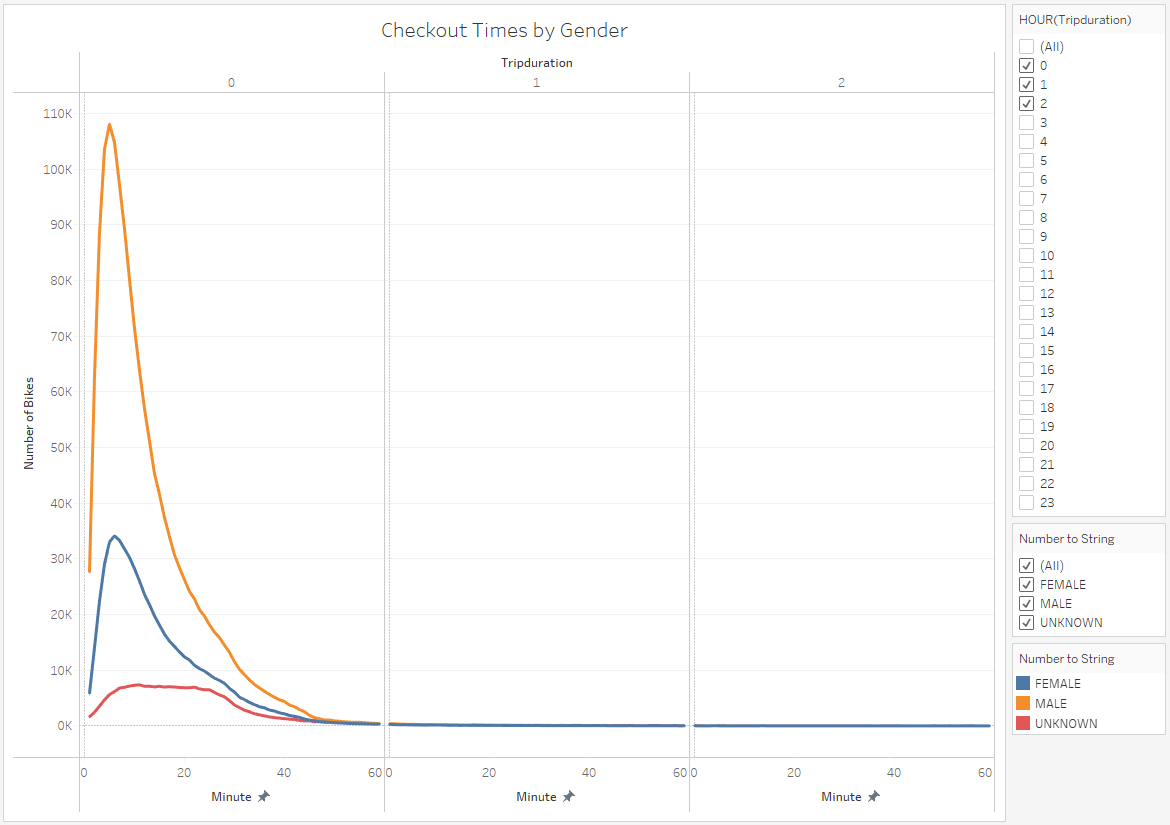 Checkout Times by Gender
Tripduration
0 1 2
110K
100K
90K
80K
70K
60K
50K
40K
30K
20K
10K
0K
Number of Bikes
0 20 40 60 0 20 40 60 0 20 40 60
Minute Minute Minute
HOUR(Tripduration)
(All)
0
1
2
3
4
5
6
7
8
9
10
11
12
13
14
15
16
17
18
19
20
21
22
23
Number to String
(All)
FEMALE
MALE
UNKNOWN
Number to String
FEMALE
MALE
UNKNOWN